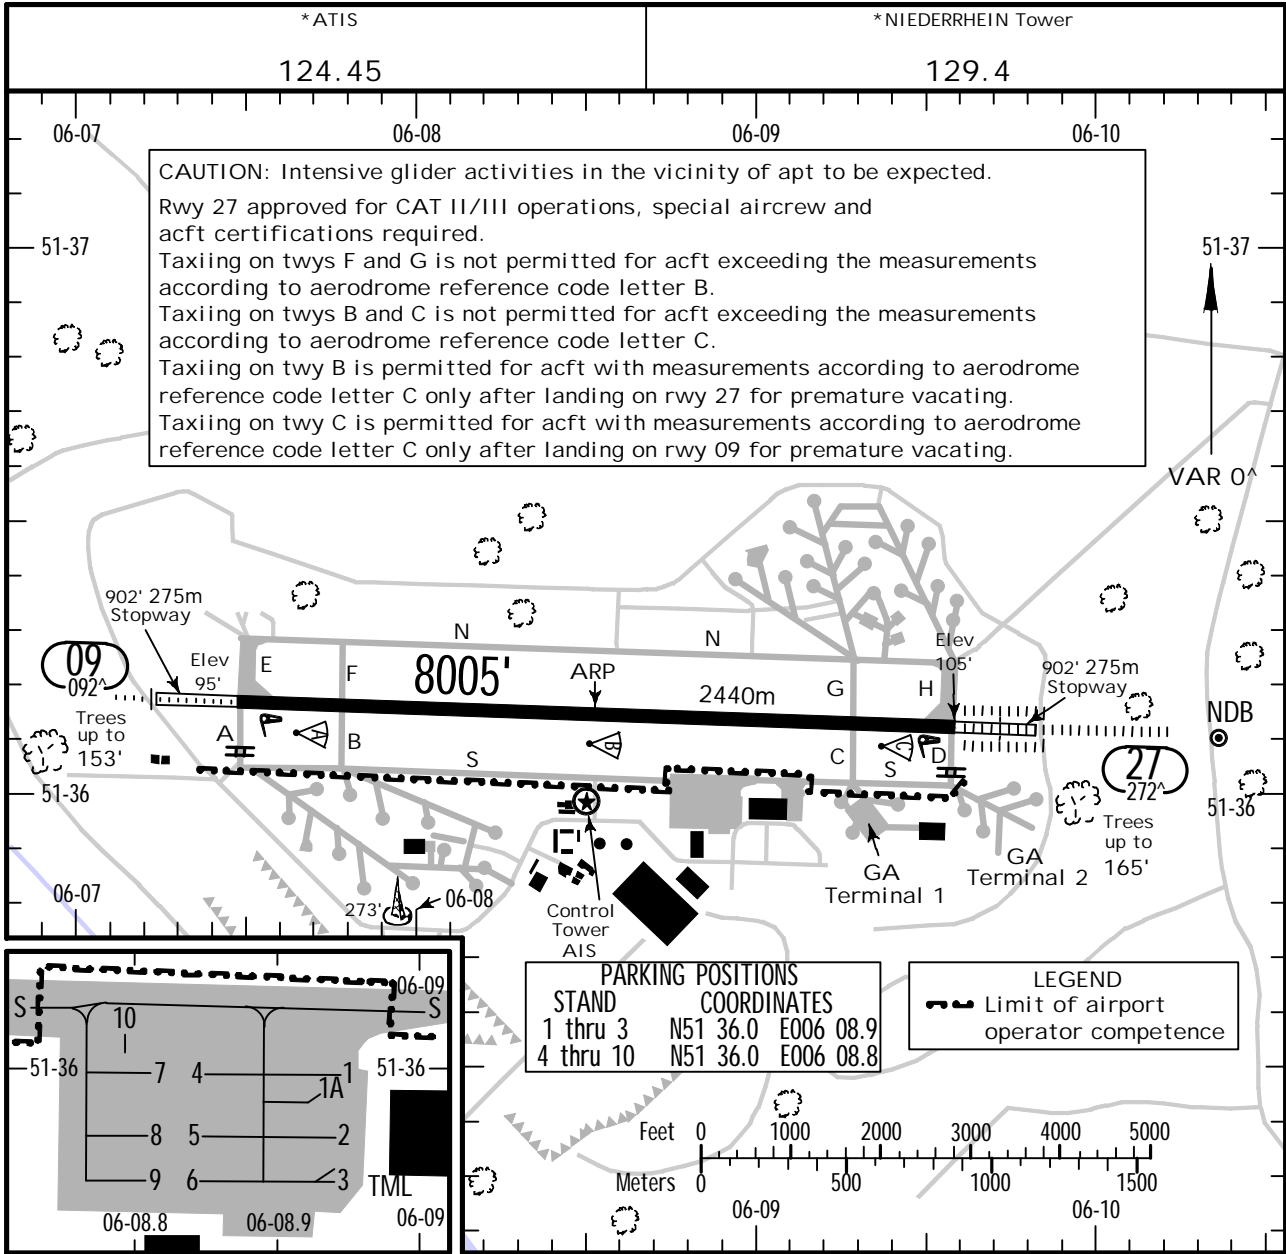 *ATIS
124.45
*NIEDERRHEIN Tower
129.4
06-07
06-08
06-09
06-10
CAUTION: Intensive glider activities in the vicinity of apt to be expected.
Rwy 27 approved for CAT II/III operations, special aircrew and
acft certifications required.
Taxiing on twys F and G is not permitted for acft exceeding the measurements
according to aerodrome reference code letter B.
Taxiing on twys B and C is not permitted for acft exceeding the measurements
according to aerodrome reference code letter C.
Taxiing on twy B is permitted for acft with measurements according to aerodrome
reference code letter C only after landing on rwy 27 for premature vacating.
Taxiing on twy C is permitted for acft with measurements according to aerodrome
reference code letter C only after landing on rwy 09 for premature vacating.
51-37
51-37
VAR 0^
902' 275m
Stopway
09
092^
Elev
95'
E
F
N
N
8005'
ARP
2440m
G
H
Elev
105'
902' 275m
Stopway
NDB
Trees
up to
153'
A
A
B
S
B
C
S
C
D
27
272^
51-36
51-36
Trees
up to
165'
GA
Terminal 1
GA
Terminal 2
06-07
273'
06-08
Control
Tower
AIS
PARKING POSITIONS
STAND COORDINATES
1 thru 3 N51 36.0 E006 08.9
4 thru 10 N51 36.0 E006 08.8
LEGEND
Limit of airport
operator competence
06-09
S
S
10
51-36
51-36
7 4 1
1A
8 5 2
9 6 3
TML
06-08.8
06-08.9
06-09
Feet 0 1000 2000 3000 4000 5000
Meters 0 500 1000 1500
06-09
06-10